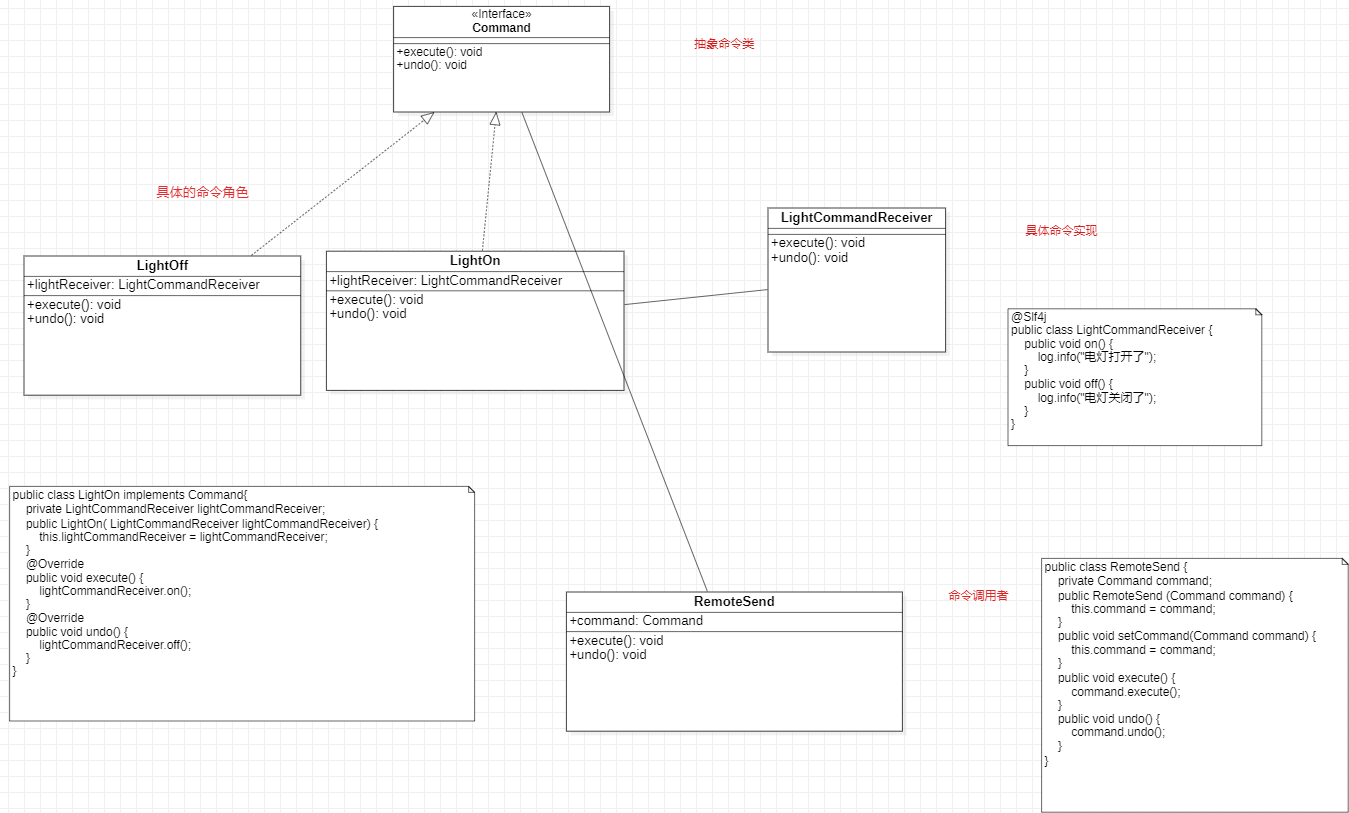 «Interface»
Command
+execute(): void
+undo(): void
抽象命令类
具体的命令角色
LightOff
+lightReceiver: LightCommandReceiver
+execute(): void
+undo(): void
LightOn
+lightReceiver: LightCommandReceiver
+execute(): void
+undo(): void
LightCommandReceiver
+execute(): void
+undo(): void
具体命令实现
@Slf4j
public class LightCommandReceiver {
public void on() {
log.info("电灯打开了");
}
public void off() {
log.info("电灯关闭了");
}
}
public class LightOn implements Command{
private LightCommandReceiver lightCommandReceiver;
public LightOn( LightCommandReceiver lightCommandReceiver) {
this.lightCommandReceiver = lightCommandReceiver;
}
@Override
public void execute() {
lightCommandReceiver.on();
}
@Override
public void undo() {
lightCommandReceiver.off();
}
}
RemoteSend
+command: Command
+execute(): void
+undo(): void
命令调用者
public class RemoteSend {
private Command command;
public RemoteSend (Command command) {
this.command = command;
}
public void setCommand(Command command) {
this.command = command;
}
public void execute() {
command.execute();
}
public void undo() {
command.undo();
}
}